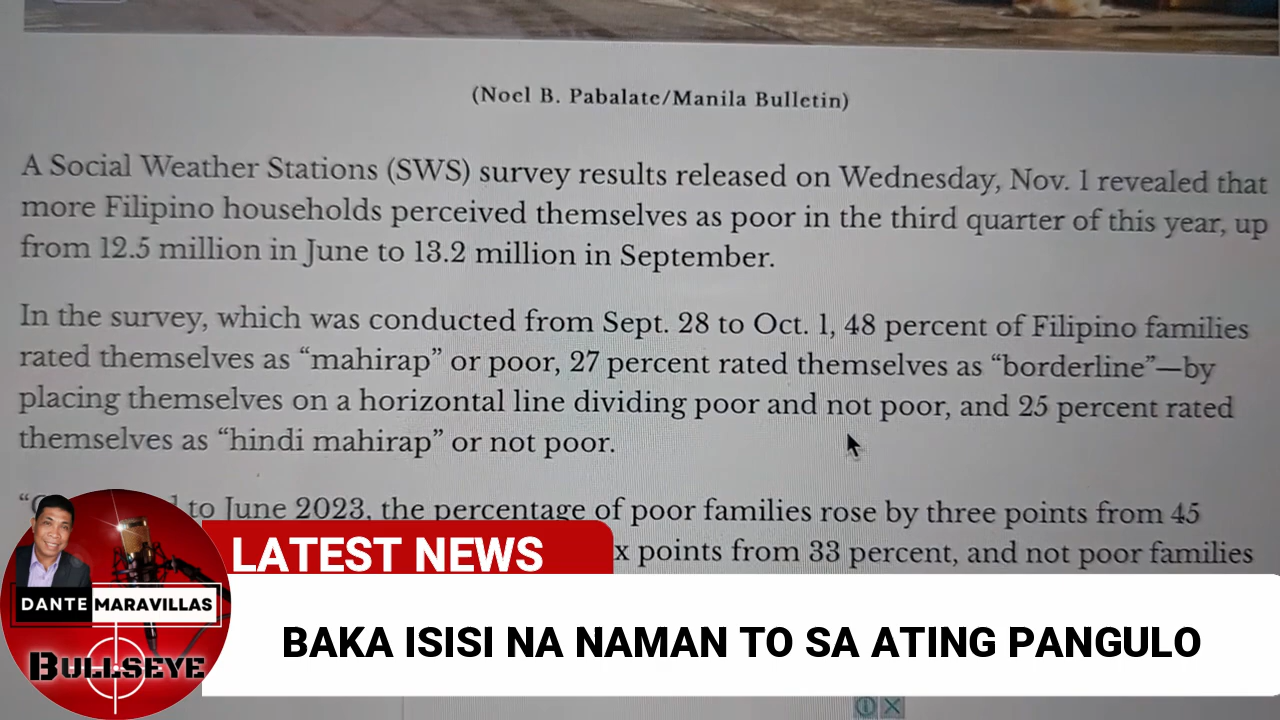 (Noel B. Pabalate/Manila Bulletin)
A Social Weather Stations (SWS) survey results released on Wednesday, Nov. 1 revealed that
more Filipino households perceived themselves as poor in the third quarter of this year, up
from 12.5 million in June to 13.2 million in September.
In the survey, which was conducted from Sept. 28 to Oct. 1, 48 percent of Filipino families
rated themselves as “mahirap” or poor, 27 percent rated themselves as “borderline”—by
placing themselves on a horizontal line dividing poor and not poor, and 25 percent rated
themselves as “hindi mahirap” or not poor.
to June 2023, the percentage of poor families rose by three points from 45
x points from 33 percent, and not poor families
LATEST NEWS
DANTE MARAVILLAS
BULLSEYE
BAKA ISISI NA NAMAN TO SA ATING PANGULO